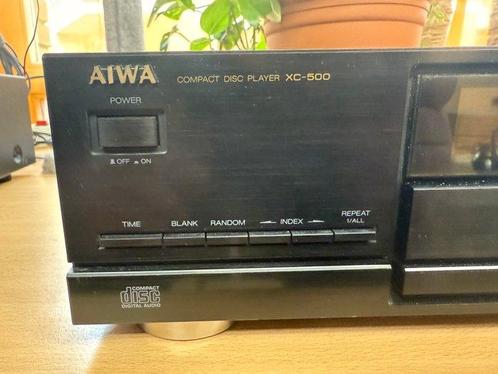 AIWA
COMPACT DISC PLAYER XC-500
POWER
OFF ON
TIME BLANK RANDOM INDEX REPEAT
1/ALL
COMPACT
disc
DIGITAL AUDIO